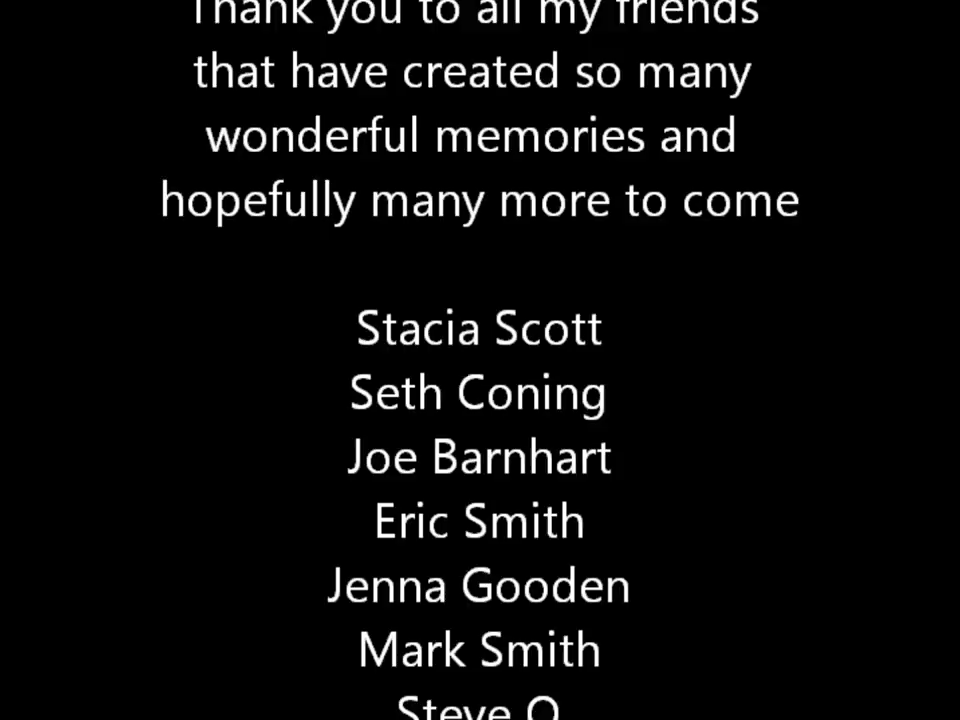 Thank you to all my friends
that have created so many
wonderful memories and
hopefully many more to come
Stacia Scott
Seth Coning
Joe Barnhart
Eric Smith
Jenna Gooden
Mark Smith
Steve O